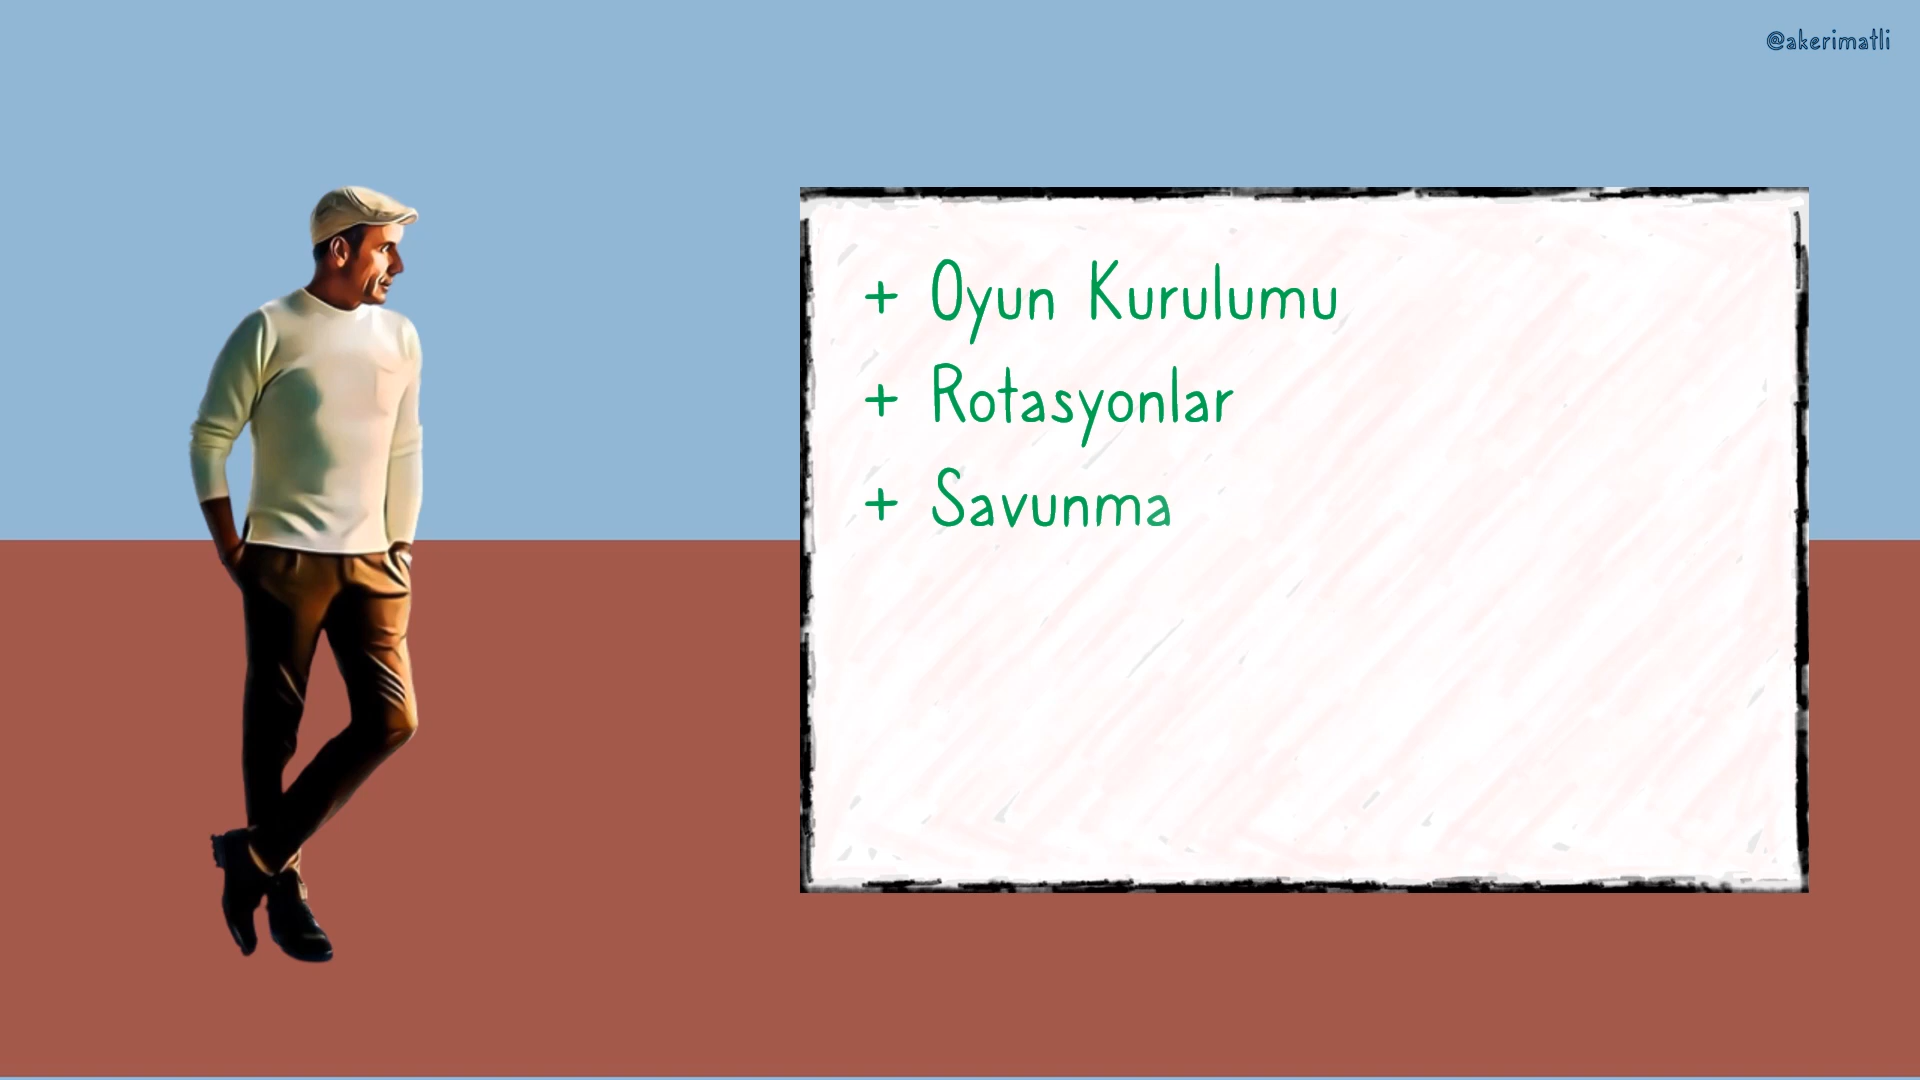 @akerimatli
+ Oyun Kurulumu
+ Rotasyonlar
+ Savunma